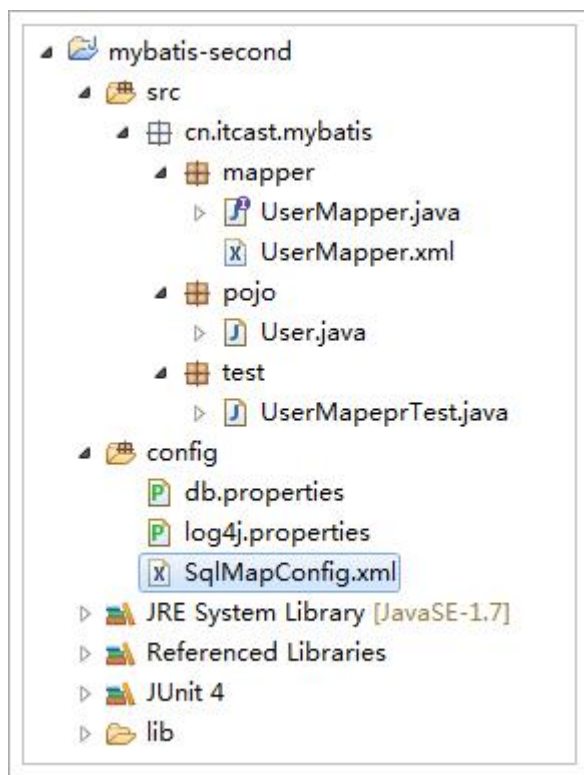 mybatis-second
src
cn.itcast.mybatis
mapper
UserMapper.java
UserMapper.xml
pojo
User.java
test
UserMapeprTest.java
config
db.properties
log4j.properties
SqlMapConfig.xml
JRE System Library [JavaSE-1.7]
Referenced Libraries
JUnit 4
lib